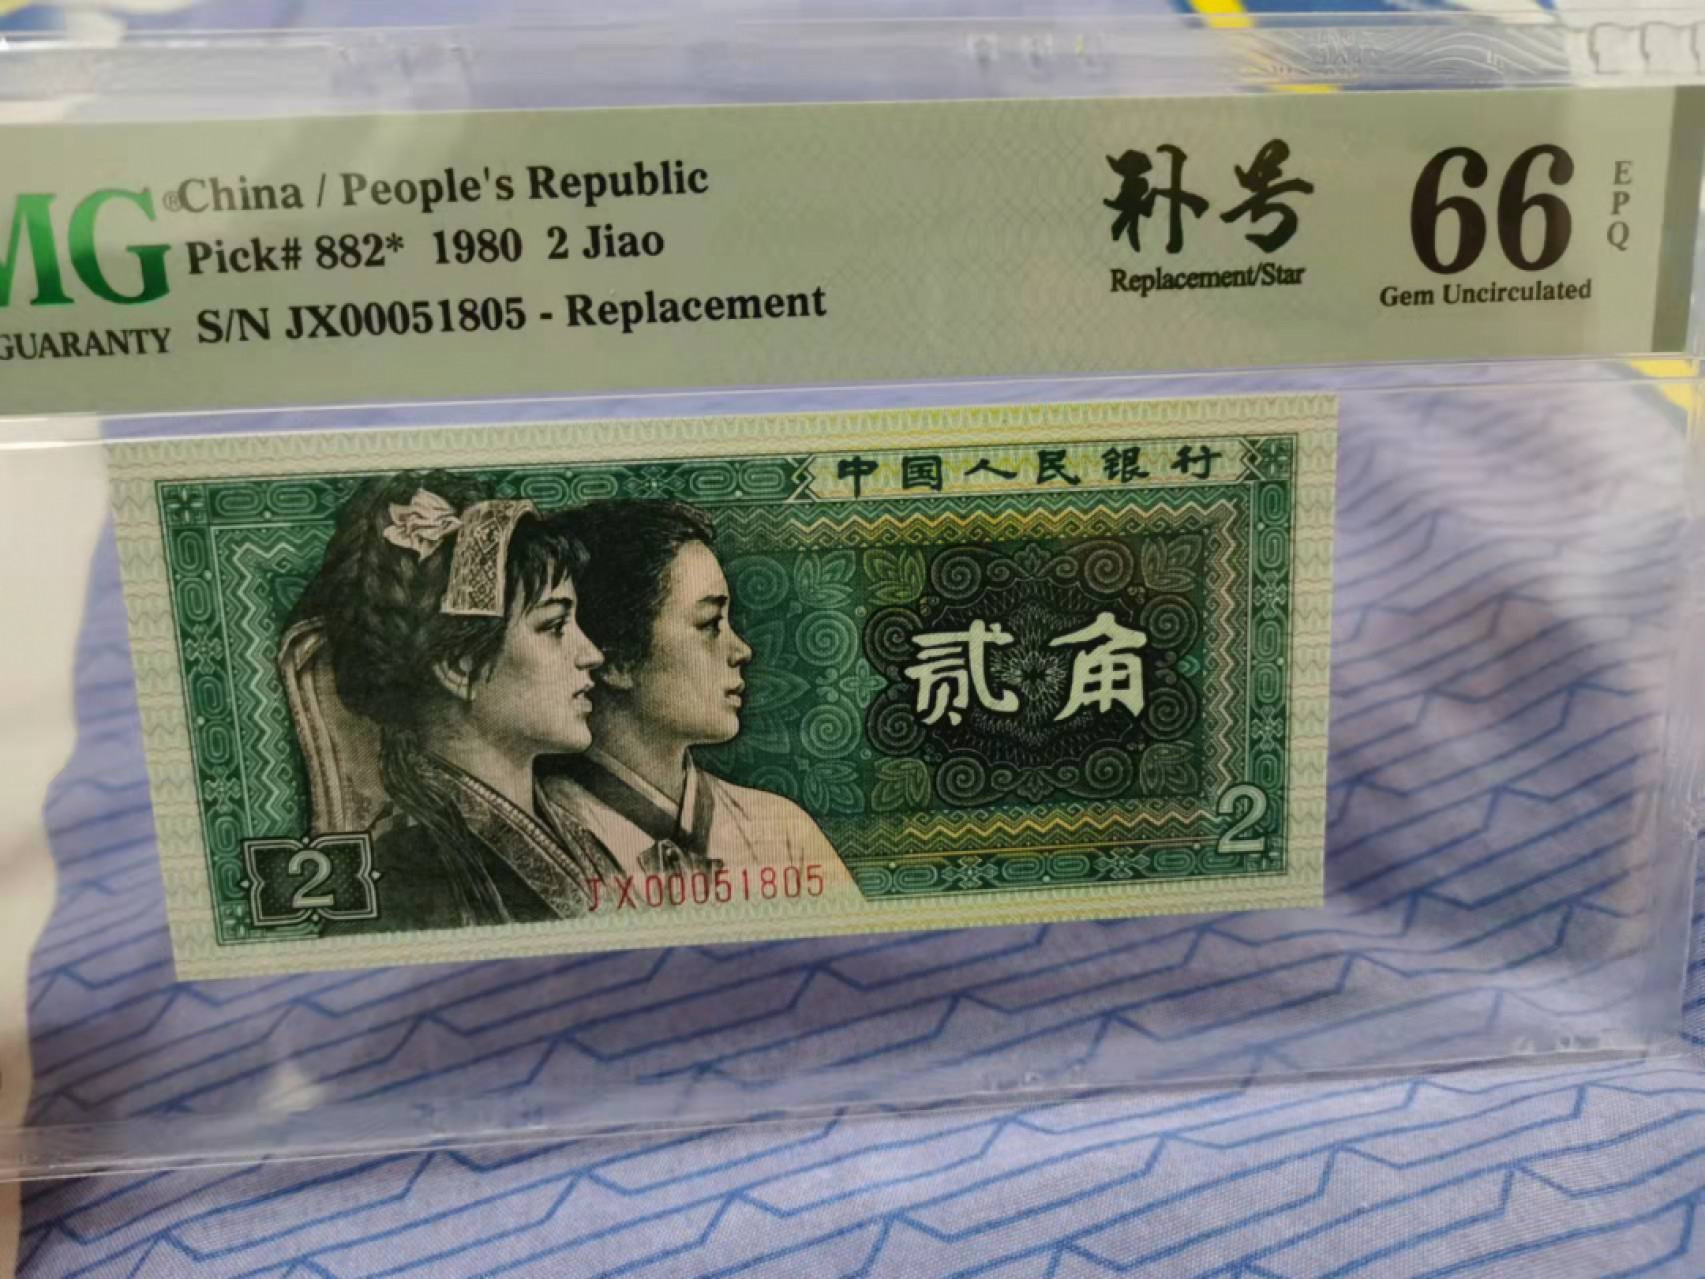 MG® China / People's Republic
Pick# 882* 1980 2 Jiao
S/N JX00051805 - Replacement
GUARANTY
补号
Replacement/Star
66
EPQ
Gem Uncirculated
中国人民银行
贰角
2
2
JX00051805